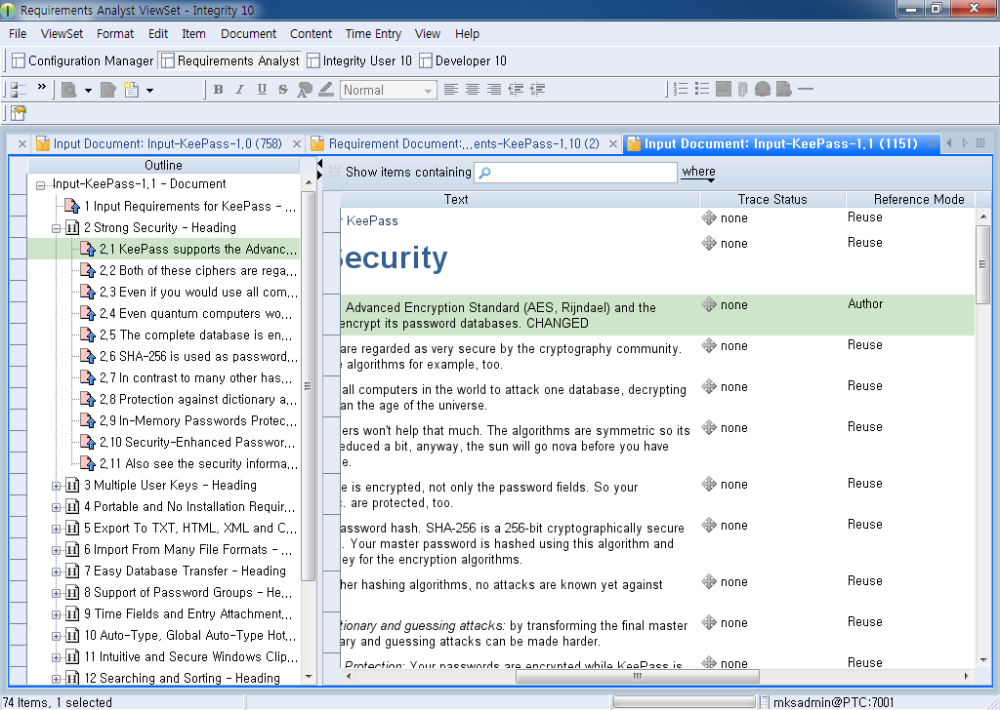 Requirements Analyst ViewSet - Integrity 10
File ViewSet Format Edit Item Document Content Time Entry View Help
Configuration Manager Requirements Analyst Integrity User 10 Developer 10
» B I U S Normal
Input Document: Input-KeePass-1.0 (758) Requirement Document:...ents-KeePass-1.10 (2) Input Document: Input-KeePass-1.1 (1151)
Outline
Input-KeePass-1.1 - Document
1 Input Requirements for KeePass - ...
2 Strong Security - Heading
2.1 KeePass supports the Advanc...
2.2 Both of these ciphers are rega...
2.3 Even if you would use all com...
2.4 Even quantum computers wo...
2.5 The complete database is en...
2.6 SHA-256 is used as password...
2.7 In contrast to many other has...
2.8 Protection against dictionary a...
2.9 In-Memory Passwords Protec...
2.10 Security-Enhanced Passwor...
2.11 Also see the security informa...
3 Multiple User Keys - Heading
4 Portable and No Installation Requir...
5 Export To TXT, HTML, XML and C...
6 Import From Many File Formats - ...
7 Easy Database Transfer - Heading
8 Support of Password Groups - He...
9 Time Fields and Entry Attachment...
10 Auto-Type, Global Auto-Type Hot...
11 Intuitive and Secure Windows Clip...
12 Searching and Sorting - Heading
Show items containing where
Text Trace Status Reference Mode
KeePass none Reuse
Security none Reuse
Advanced Encryption Standard (AES, Rijndael) and the none Author
encrypt its password databases. CHANGED
are regarded as very secure by the cryptography community. none Reuse
algorithms for example, too.
all computers in the world to attack one database, decrypting none Reuse
an the age of the universe.
ers won't help that much. The algorithms are symmetric so its none Reuse
educed a bit, anyway, the sun will go nova before you have
e.
e is encrypted, not only the password fields. So your none Reuse
. are protected, too.
assword hash. SHA-256 is a 256-bit cryptographically secure none Reuse
. Your master password is hashed using this algorithm and
ey for the encryption algorithms.
her hashing algorithms, no attacks are known yet against none Reuse
tionary and guessing attacks: by transforming the final master none Reuse
ary and guessing attacks can be made harder.
Protection: Your passwords are encrypted while KeePass is none Reuse
74 Items, 1 selected mksadmin@PTC:7001